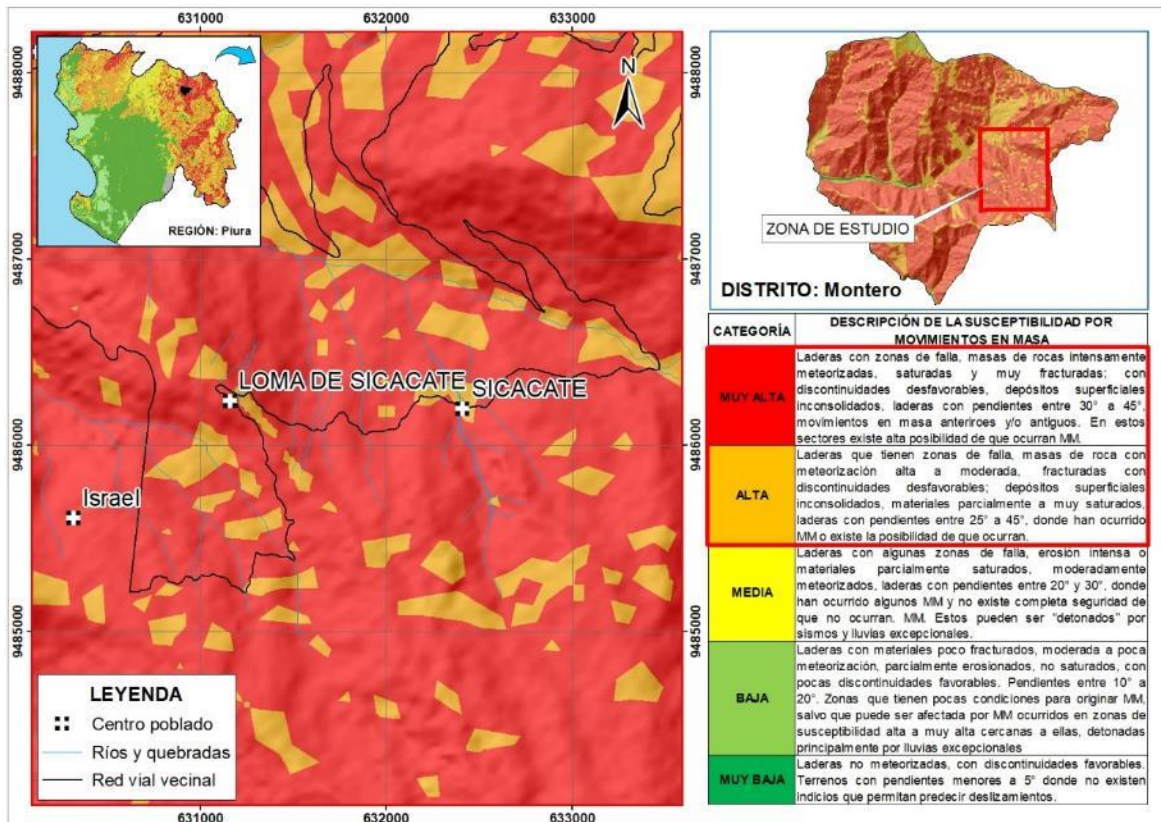 631000
632000
633000
9488000
9487000
9486000
9485000
REGIÓN: Piura
N
LOMA DE SICACATE
SICACATE
Israel
LEYENDA
Centro poblado
Ríos y quebradas
Red vial vecinal
631000
632000
633000
9488000
9487000
9486000
9485000
ZONA DE ESTUDIO
DISTRITO: Montero
CATEGORÍA
DESCRIPCIÓN DE LA SUSCEPTIBILIDAD POR
MOVIMIENTOS EN MASA
MUY ALTA
Laderas con zonas de falla, masas de rocas intensamente
meteorizadas, saturadas y muy fracturadas; con
discontinuidades desfavorables, depósitos superficiales
inconsolidados, laderas con pendientes entre 30° a 45°,
movimientos en masa anteriroes y/o antiguos. En estos
sectores existe alta posibilidad de que ocurran MM.
ALTA
Laderas que tienen zonas de falla, masas de roca con
meteorización alta a moderada, fracturadas con
discontinuidades desfavorables; depósitos superficiales
inconsolidados, materiales parcialmente a muy saturados,
laderas con pendientes entre 25° a 45°, donde han ocurrido
MM o existe la posibilidad de que ocurran.
MEDIA
Laderas con algunas zonas de falla, erosión intensa o
materiales parcialmente saturados, moderadamente
meteorizados, laderas con pendientes entre 20° y 30°, donde
han ocurrido algunos MM y no existe completa seguridad de
que no ocurran. MM. Estos pueden ser "detonados" por
sismos y lluvias excepcionales.
BAJA
Laderas con materiales poco fracturados, moderada a poca
meteorización, parcialmente erosionados, no saturados, con
pocas discontinuidades favorables. Pendientes entre 10° a
20°. Zonas que tienen pocas condiciones para originar MM,
salvo que puede ser afectada por MM ocurridos en zonas de
susceptibilidad alta a muy alta cercanas a ellas, detonadas
principalmente por lluvias excepcionales
MUY BAJA
Laderas no meteorizadas, con discontinuidades favorables.
Terrenos con pendientes menores a 5° donde no existen
indicios que permitan predecir deslizamientos.